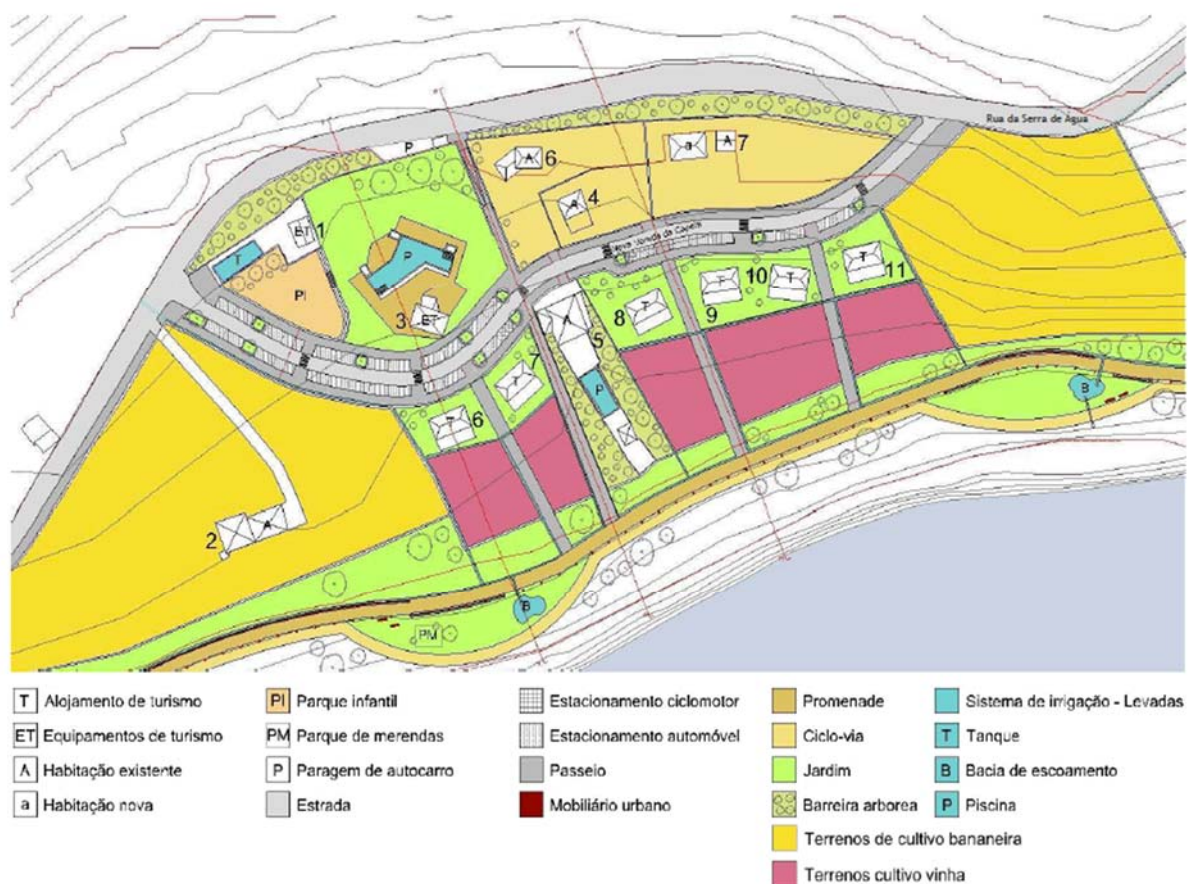 Rua da Serra de Agua
P
A
6
a
A
7
4
A
ET
1
T
PI
P
3
ET
11
T
10
T
T
9
8
T
A
5
P
7
T
T
6
B
2
A
B
PM
T Alojamento de turismo
ET Equipamentos de turismo
A Habitação existente
a Habitação nova
PI Parque infantil
PM Parque de merendas
P Paragem de autocarro
Estrada
Estacionamento ciclomotor
Estacionamento automóvel
Passeio
Mobiliário urbano
Promenade
Ciclo-via
Jardim
Barreira arborea
Terrenos de cultivo bananeira
Terrenos cultivo vinha
Sistema de irrigação - Levadas
T Tanque
B Bacia de escoamento
P Piscina